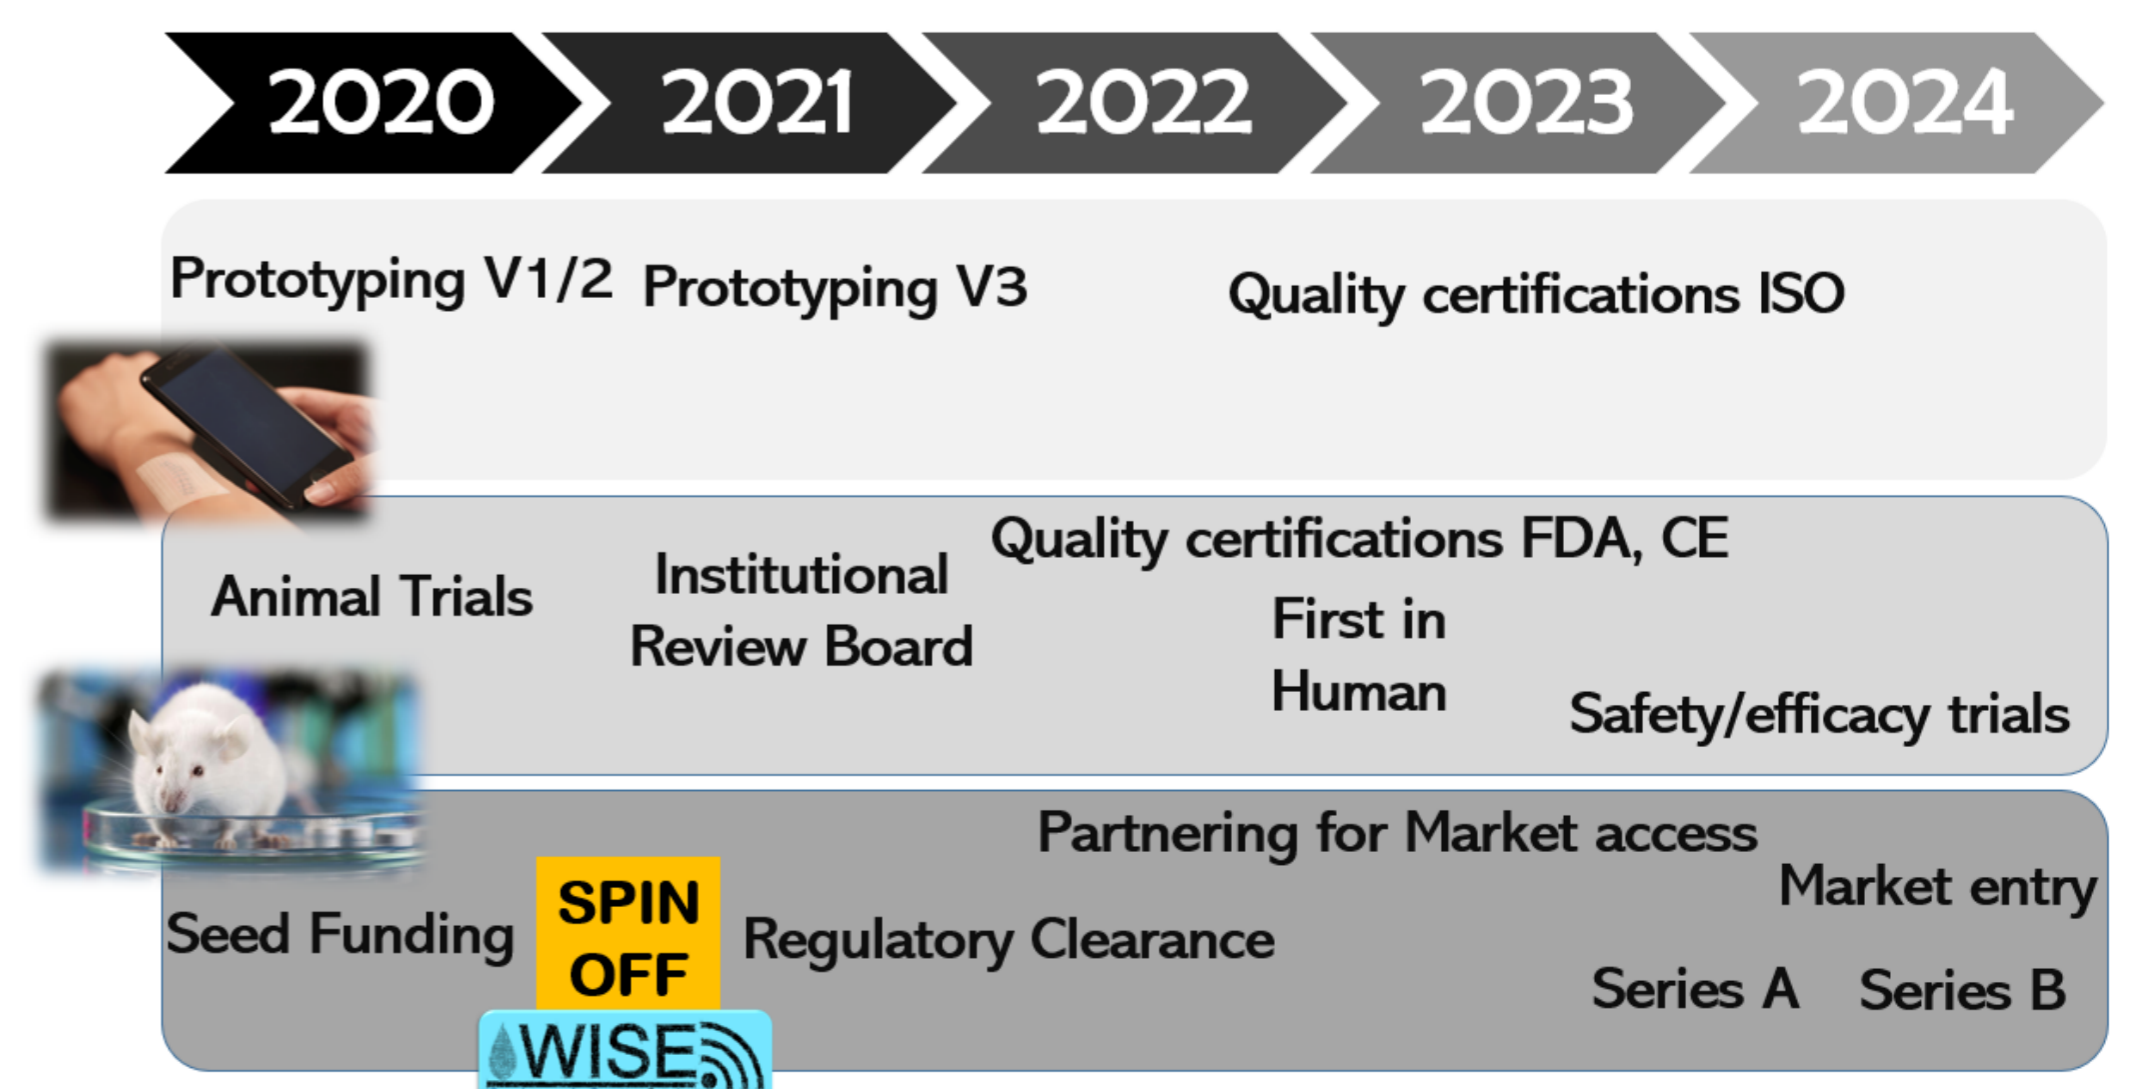 2020 2021 2022 2023 2024
Prototyping V1/2 Prototyping V3 Quality certifications ISO
Quality certifications FDA, CE
Animal Trials
Institutional
Review Board
First in
Human
Safety/efficacy trials
Partnering for Market access
Market entry
Seed Funding
SPIN
OFF
Regulatory Clearance
Series A Series B
WISE